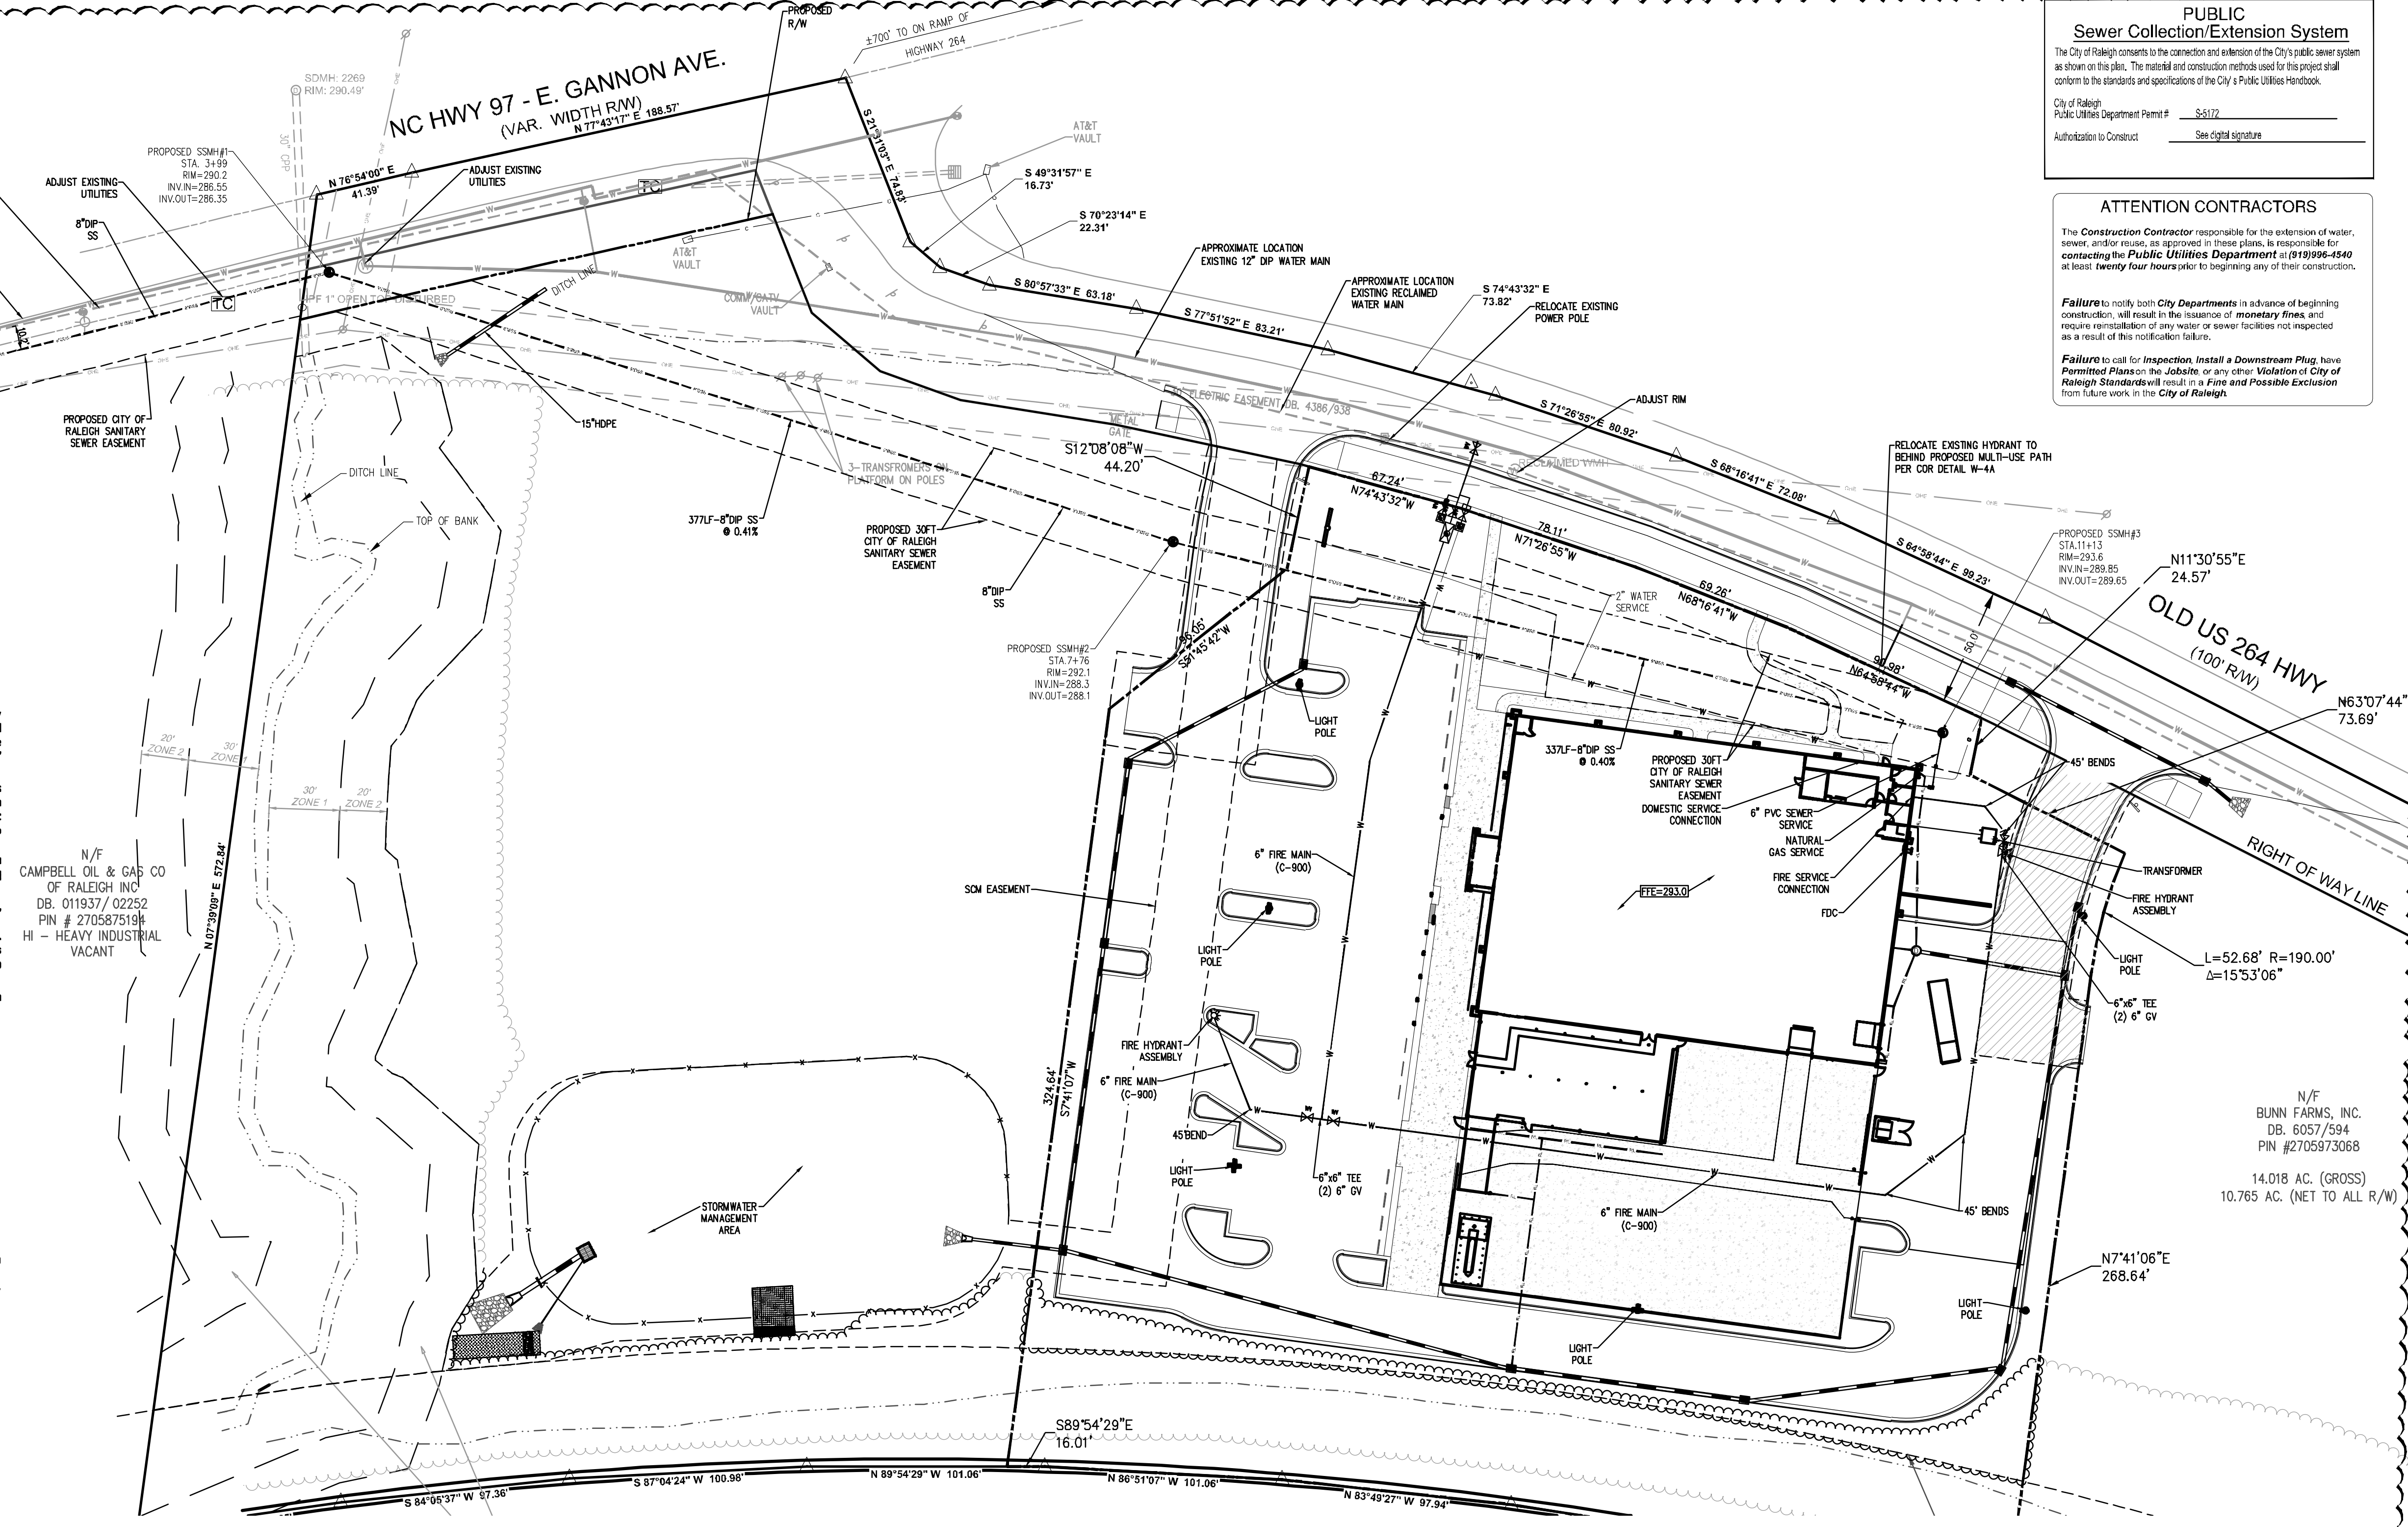 PROPOSED
R/W
±700' TO ON RAMP OF
HIGHWAY 264
PUBLIC
Sewer Collection/Extension System
The City of Raleigh consents to the connection and extension of the City's public sewer system
as shown on this plan. The material and construction methods used for this project shall
conform to the standards and specifications of the City' s Public Utilities Handbook.
City of Raleigh
Public Utilities Department Permit # S-5172
Authorization to Construct See digital signature
ATTENTION CONTRACTORS
The Construction Contractor responsible for the extension of water,
sewer, and/or reuse, as approved in these plans, is responsible for
contacting the Public Utilities Department at (919)996-4540
at least twenty four hours prior to beginning any of their construction.
Failure to notify both City Departments in advance of beginning
construction, will result in the issuance of monetary fines, and
require reinstallation of any water or sewer facilities not inspected
as a result of this notification failure.
Failure to call for Inspection, Install a Downstream Plug, have
Permitted Plans on the Jobsite, or any other Violation of City of
Raleigh Standards will result in a Fine and Possible Exclusion
from future work in the City of Raleigh.
SDMH: 2269
RIM: 290.49'
30" CPP
NC HWY 97 - E. GANNON AVE.
(VAR. WIDTH R/W)
N 77°43'17" E 188.57'
N 76°54'00" E
41.39'
PROPOSED SSMH#1
STA. 3+99
RIM=290.2
INV.IN=286.55
INV.OUT=286.35
ADJUST EXISTING
UTILITIES
8"DIP
SS
ADJUST EXISTING
UTILITIES
TC
TC
AT&T
VAULT
AT&T
VAULT
S 21°31'03" E 74.83'
S 49°31'57" E
16.73'
S 70°23'14" E
22.31'
S 80°57'33" E 63.18'
S 77°51'52" E 83.21'
S 74°43'32" E
73.82'
S 71°26'55" E 80.92'
S 68°16'41" E 72.08'
S 64°58'44" E 99.23'
APPROXIMATE LOCATION
EXISTING 12" DIP WATER MAIN
APPROXIMATE LOCATION
EXISTING RECLAIMED
WATER MAIN
RELOCATE EXISTING
POWER POLE
ADJUST RIM
RECLAIMED WMH
RELOCATE EXISTING HYDRANT TO
BEHIND PROPOSED MULTI-USE PATH
PER COR DETAIL W-4A
PROPOSED SSMH#3
STA.11+13
RIM=293.6
INV.IN=289.85
INV.OUT=289.65
N11°30'55"E
24.57'
OLD US 264 HWY
(100' R/W)
50.0'
N63°07'44"
73.69'
IPF 1" OPEN TOP DISTURBED
DITCH LINE
COMM/CATV
VAULT
ELECTRIC EASEMENT DB. 4386/938
METAL
GATE
10.2'
PROPOSED CITY OF
RALEIGH SANITARY
SEWER EASEMENT
15"HDPE
DITCH LINE
TOP OF BANK
3-TRANSFROMERS ON
PLATFORM ON POLES
377LF-8"DIP SS
@ 0.41%
PROPOSED 30FT
CITY OF RALEIGH
SANITARY SEWER
EASEMENT
8"DIP
SS
S12°08'08"W
44.20'
67.24'
N74°43'32"W
78.11'
N71°26'55"W
69.26'
N68°16'41"W
90.98'
N64°58'44"W
2" WATER
SERVICE
PROPOSED SSMH#2
STA.7+76
RIM=292.1
INV.IN=288.3
INV.OUT=288.1
96.05'
S51°45'42"W
LIGHT
POLE
337LF-8"DIP SS
@ 0.40%
PROPOSED 30FT
CITY OF RALEIGH
SANITARY SEWER
EASEMENT
DOMESTIC SERVICE
CONNECTION
6" PVC SEWER
SERVICE
NATURAL
GAS SERVICE
FIRE SERVICE
CONNECTION
FDC
45° BENDS
RIGHT OF WAY LINE
TRANSFORMER
FIRE HYDRANT
ASSEMBLY
LIGHT
POLE
L=52.68' R=190.00'
Δ=15°53'06"
6"x6" TEE
(2) 6" GV
20'
ZONE 2
30'
ZONE 1
30'
ZONE 1
20'
ZONE 2
N/F
CAMPBELL OIL & GAS CO
OF RALEIGH INC
DB. 011937/ 02252
PIN # 2705875194
HI – HEAVY INDUSTRIAL
VACANT
N 07°39'09" E 572.84'
6" FIRE MAIN
(C-900)
SCM EASEMENT
FFE=293.0
LIGHT
POLE
FIRE HYDRANT
ASSEMBLY
6" FIRE MAIN
(C-900)
324.64'
S7°41'07"W
45°BEND
LIGHT
POLE
6"x6" TEE
(2) 6" GV
STORMWATER
MANAGEMENT
AREA
6" FIRE MAIN
(C-900)
45° BENDS
N/F
BUNN FARMS, INC.
DB. 6057/594
PIN #2705973068
14.018 AC. (GROSS)
10.765 AC. (NET TO ALL R/W)
N7°41'06"E
268.64'
LIGHT
POLE
LIGHT
POLE
S89°54'29"E
16.01'
S 84°05'37" W 97.36'
S 87°04'24" W 100.98'
N 89°54'29" W 101.06'
N 86°51'07" W 101.06'
N 83°49'27" W 97.94'